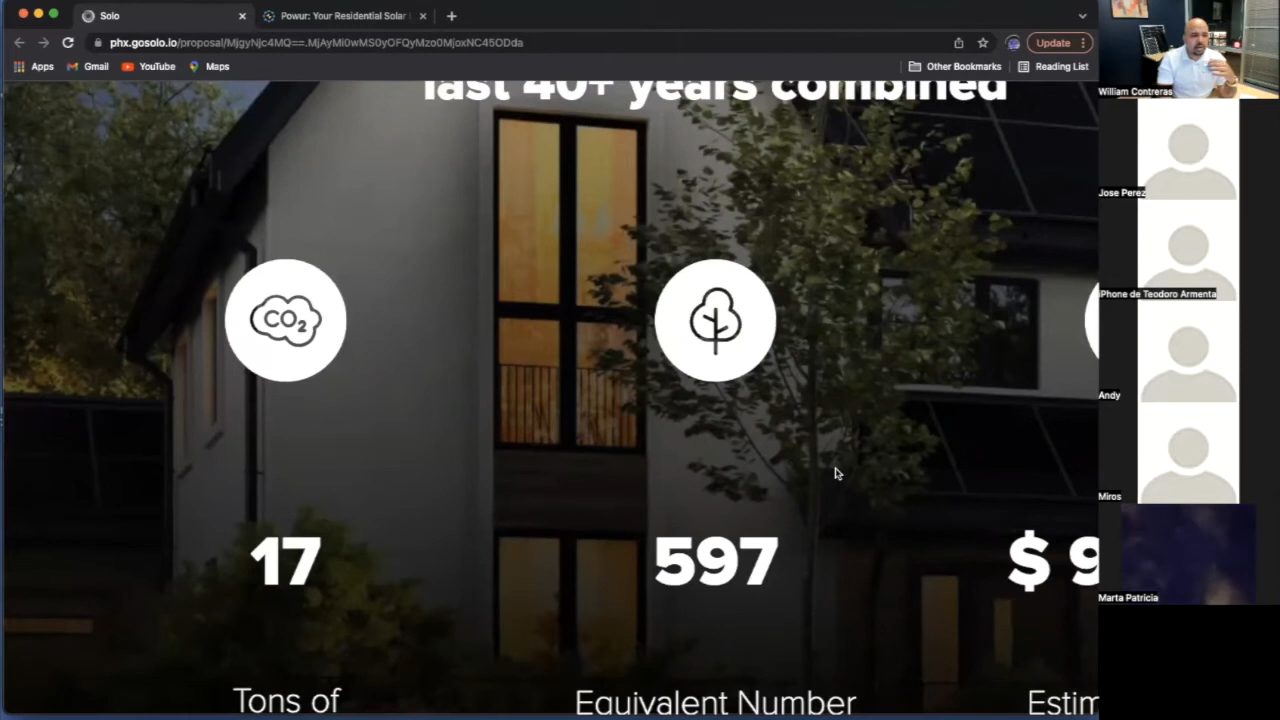 Solo
Powur: Your Residential Solar
phx.gosolo.io/proposal/MjgyNjc4MQ==.MjAyMi0wMS0yOFQyMzo0MjoxNC45ODda
Update
Apps
Gmail
YouTube
Maps
Other Bookmarks
Reading List
last 40+ years combined
CO2
17
597
$ 9
Tons of
Equivalent Number
Estim
William Contreras
Jose Perez
iPhone de Teodoro Armenta
Andy
Miros
Marta Patricia